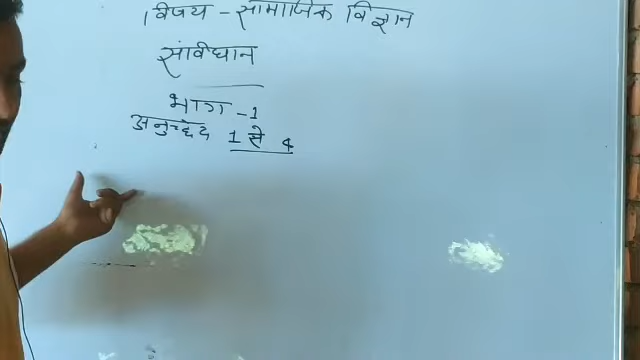 विषय - सामाजिक विज्ञान
संविधान
भाग - 1
अनुच्छेद 1 से 4